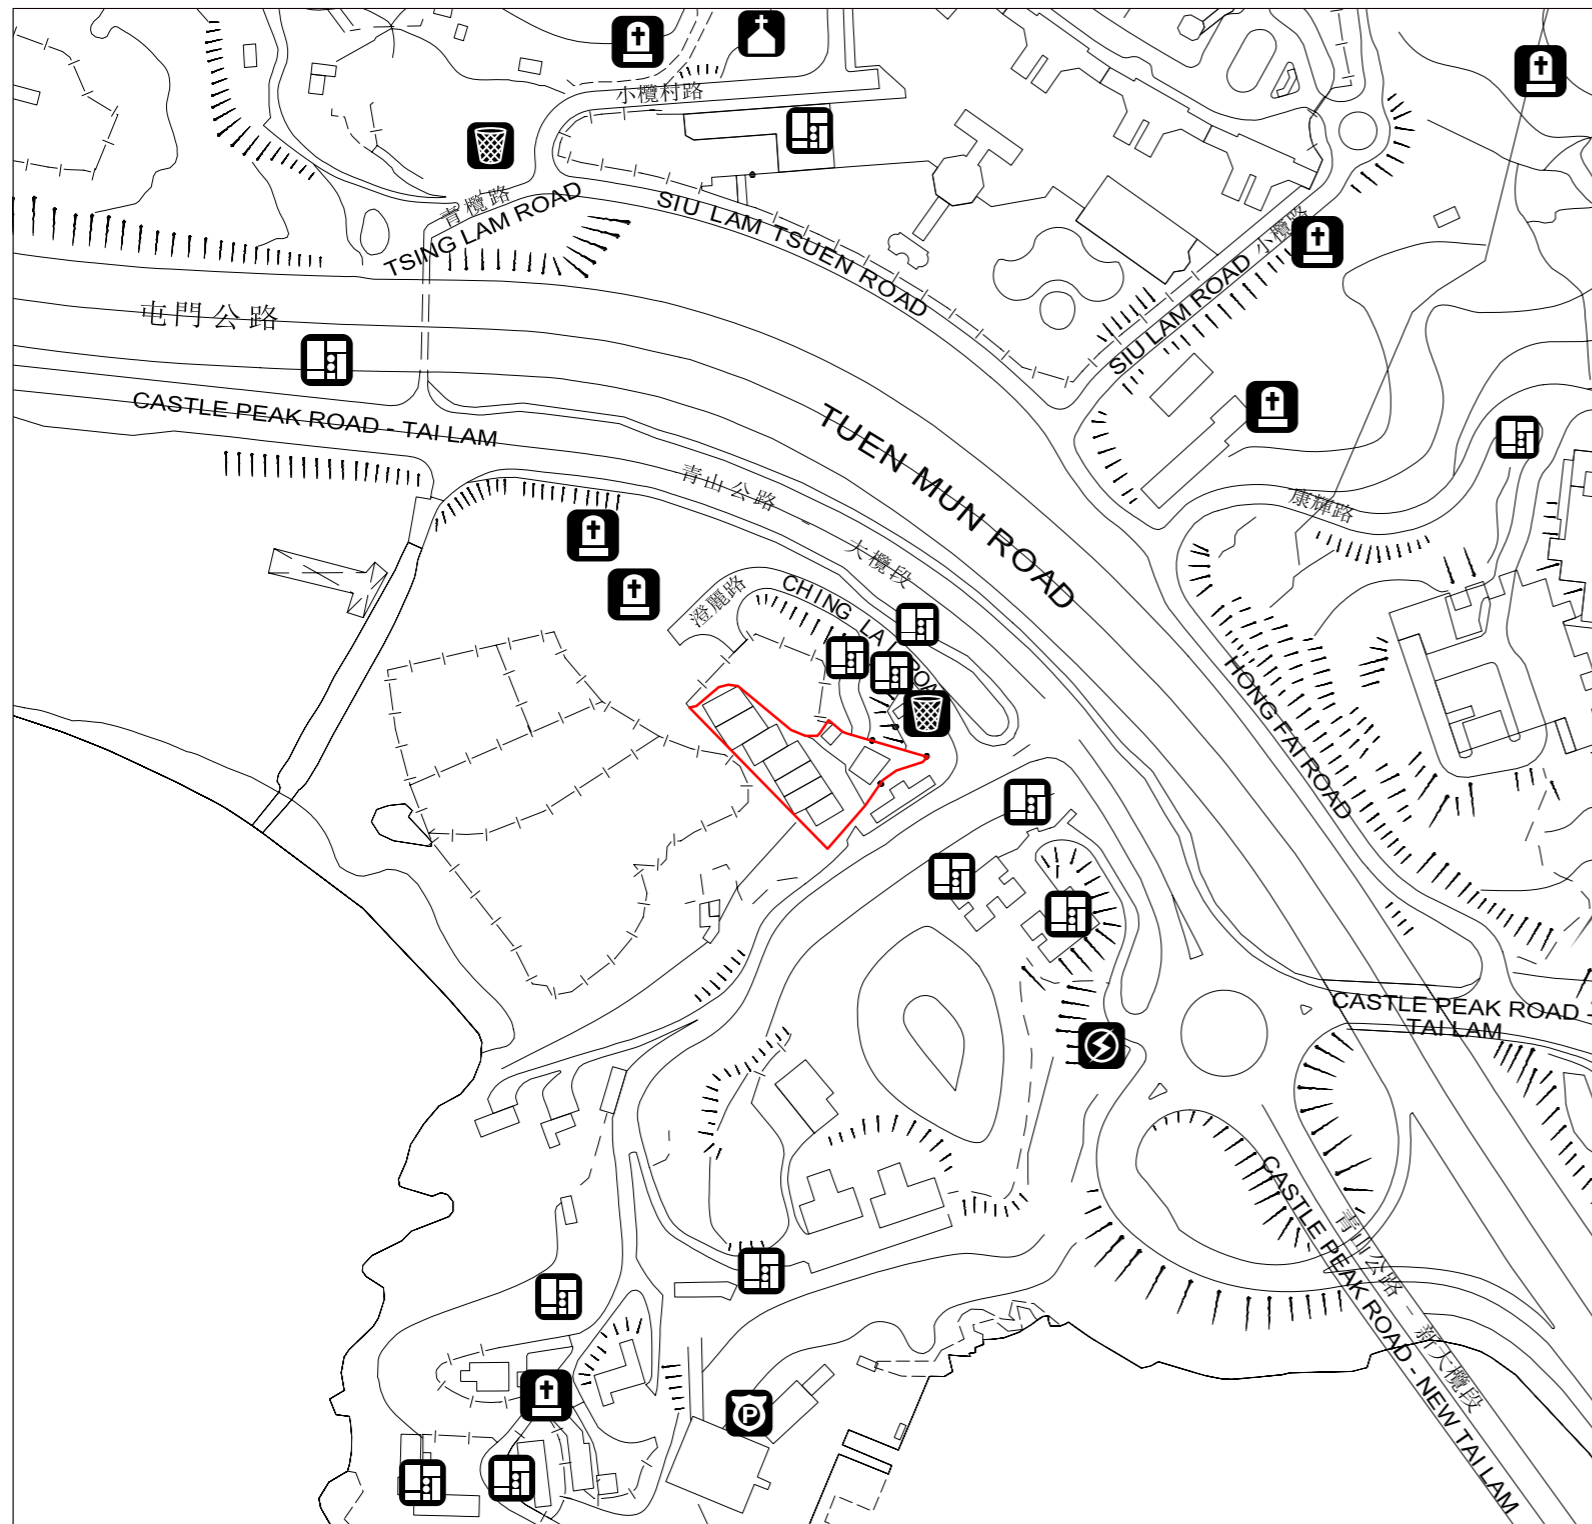 小欖村路
青欖路
TSING LAM ROAD
SIU LAM TSUEN ROAD
SIU LAM ROAD 小欖路
屯門公路
CASTLE PEAK ROAD - TAI LAM
青山公路 - 大欖段
TUEN MUN ROAD
康輝路
澄麗路
CHING LAI ROAD
HONG FAI ROAD
CASTLE PEAK ROAD -
TAI LAM
青山公路 - 新大欖段
CASTLE PEAK ROAD - NEW TAI LAM
P